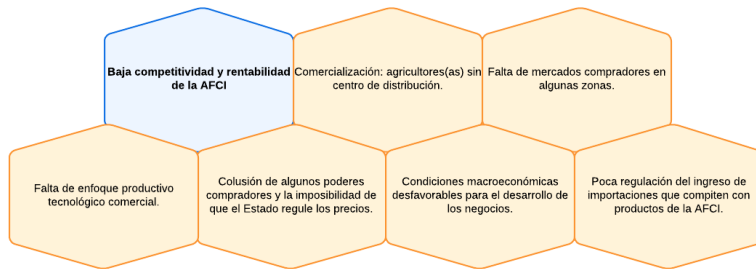 Baja competitividad y rentabilidad
de la AFCI
Comercialización: agricultores(as) sin
centro de distribución.
Falta de mercados compradores en
algunas zonas.
Falta de enfoque productivo
tecnológico comercial.
Colusión de algunos poderes
compradores y la imposibilidad de
que el Estado regule los precios.
Condiciones macroeconómicas
desfavorables para el desarrollo de
los negocios.
Poca regulación del ingreso de
importaciones que compiten con
productos de la AFCI.